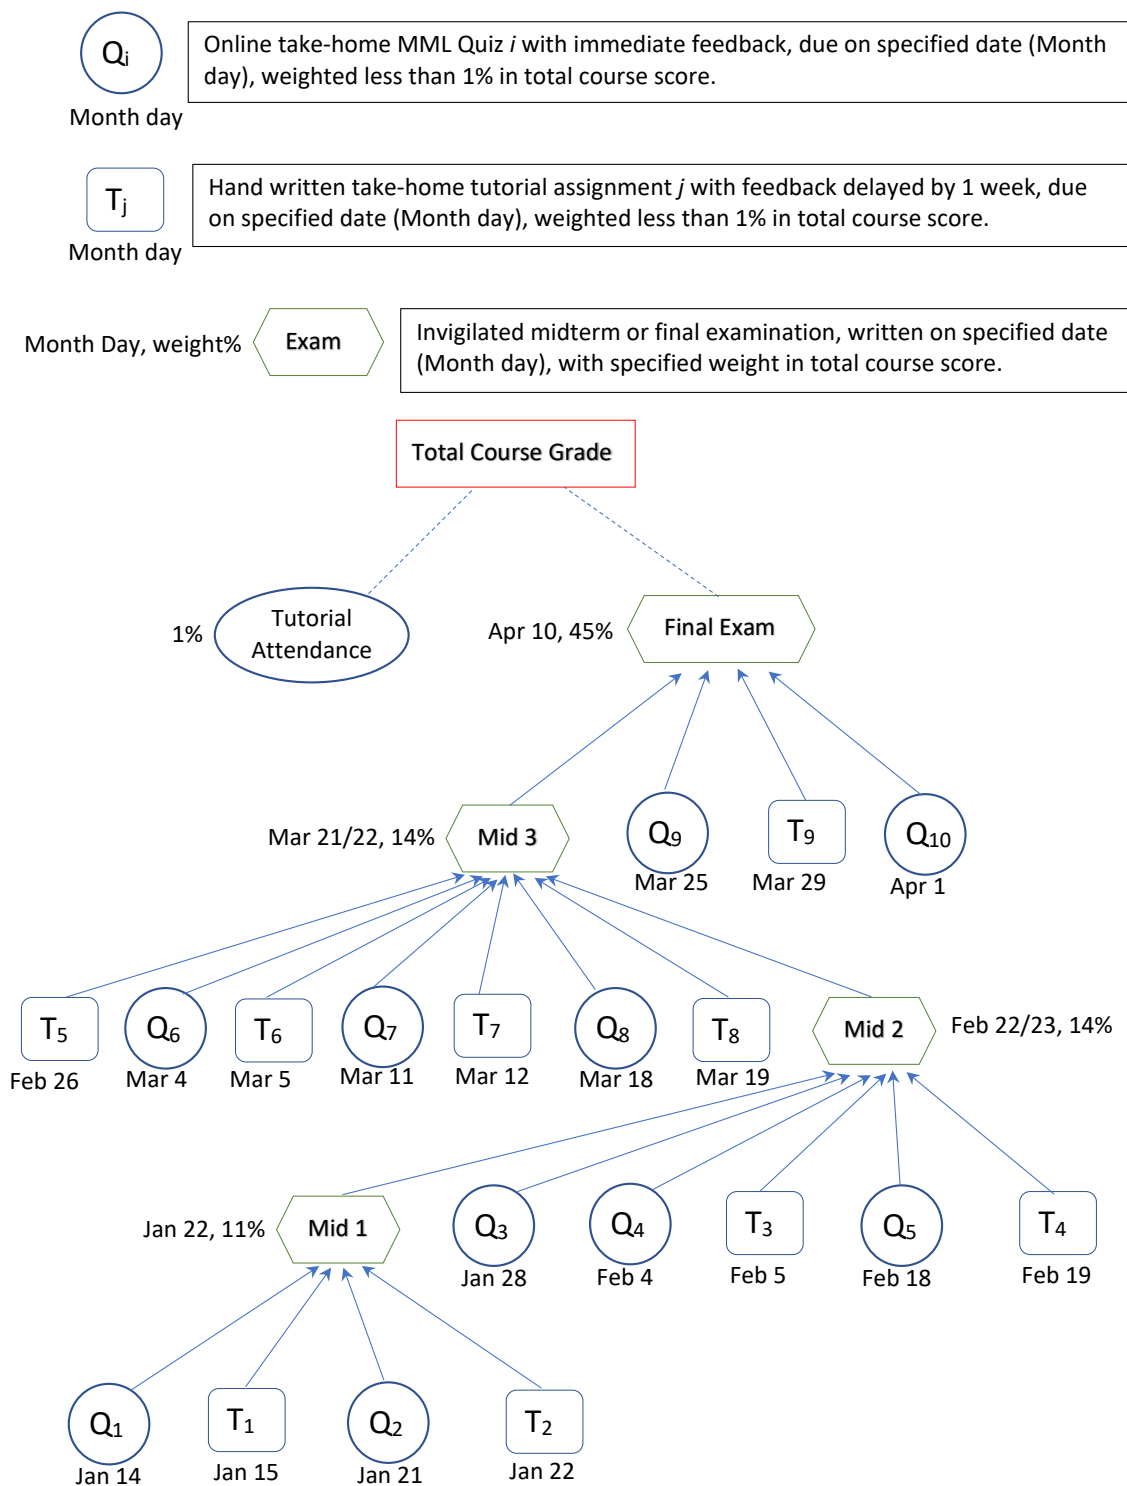 Qi
Month day
Online take-home MML Quiz i with immediate feedback, due on specified date (Month
day), weighted less than 1% in total course score.
Tj
Month day
Hand written take-home tutorial assignment j with feedback delayed by 1 week, due
on specified date (Month day), weighted less than 1% in total course score.
Month Day, weight%
Exam
Invigilated midterm or final examination, written on specified date
(Month day), with specified weight in total course score.
Total Course Grade
1%
Tutorial
Attendance
Apr 10, 45%
Final Exam
Mar 21/22, 14%
Mid 3
Q9
Mar 25
T9
Mar 29
Q10
Apr 1
T5
Feb 26
Q6
Mar 4
T6
Mar 5
Q7
Mar 11
T7
Mar 12
Q8
Mar 18
T8
Mar 19
Mid 2
Feb 22/23, 14%
Jan 22, 11%
Mid 1
Q3
Jan 28
Q4
Feb 4
T3
Feb 5
Q5
Feb 18
T4
Feb 19
Q1
Jan 14
T1
Jan 15
Q2
Jan 21
T2
Jan 22